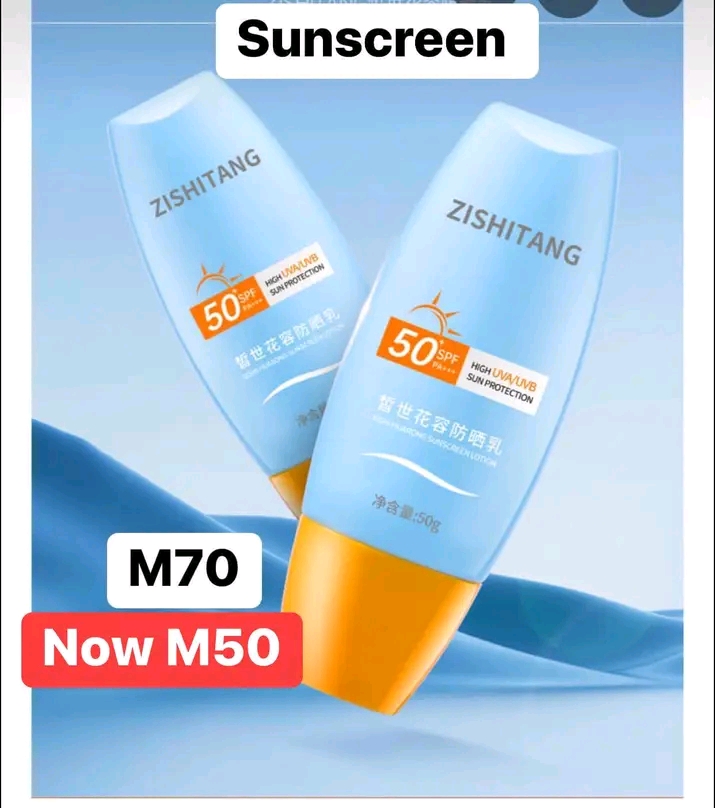 Sunscreen
ZISHITANG
50+ SPF
PA+++
HIGH UVA/UVB
SUN PROTECTION
皙世花容防晒乳
净含
ZISHITANG
50+ SPF
PA+++
HIGH UVA/UVB
SUN PROTECTION
皙世花容防晒乳
净含量:50g
M70
Now M50